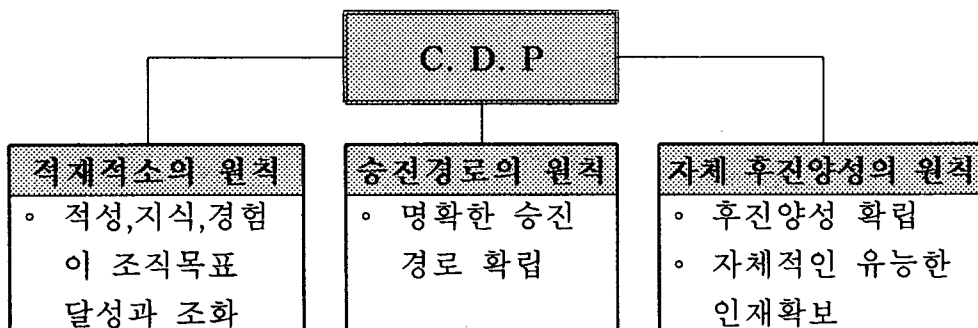 C. D. P
적재적소의 원칙
◦ 적성,지식,경험
이 조직목표
달성과 조화
승진경로의 원칙
◦ 명확한 승진
경로 확립
자체 후진양성의 원칙
◦ 후진양성 확립
◦ 자체적인 유능한
인재확보